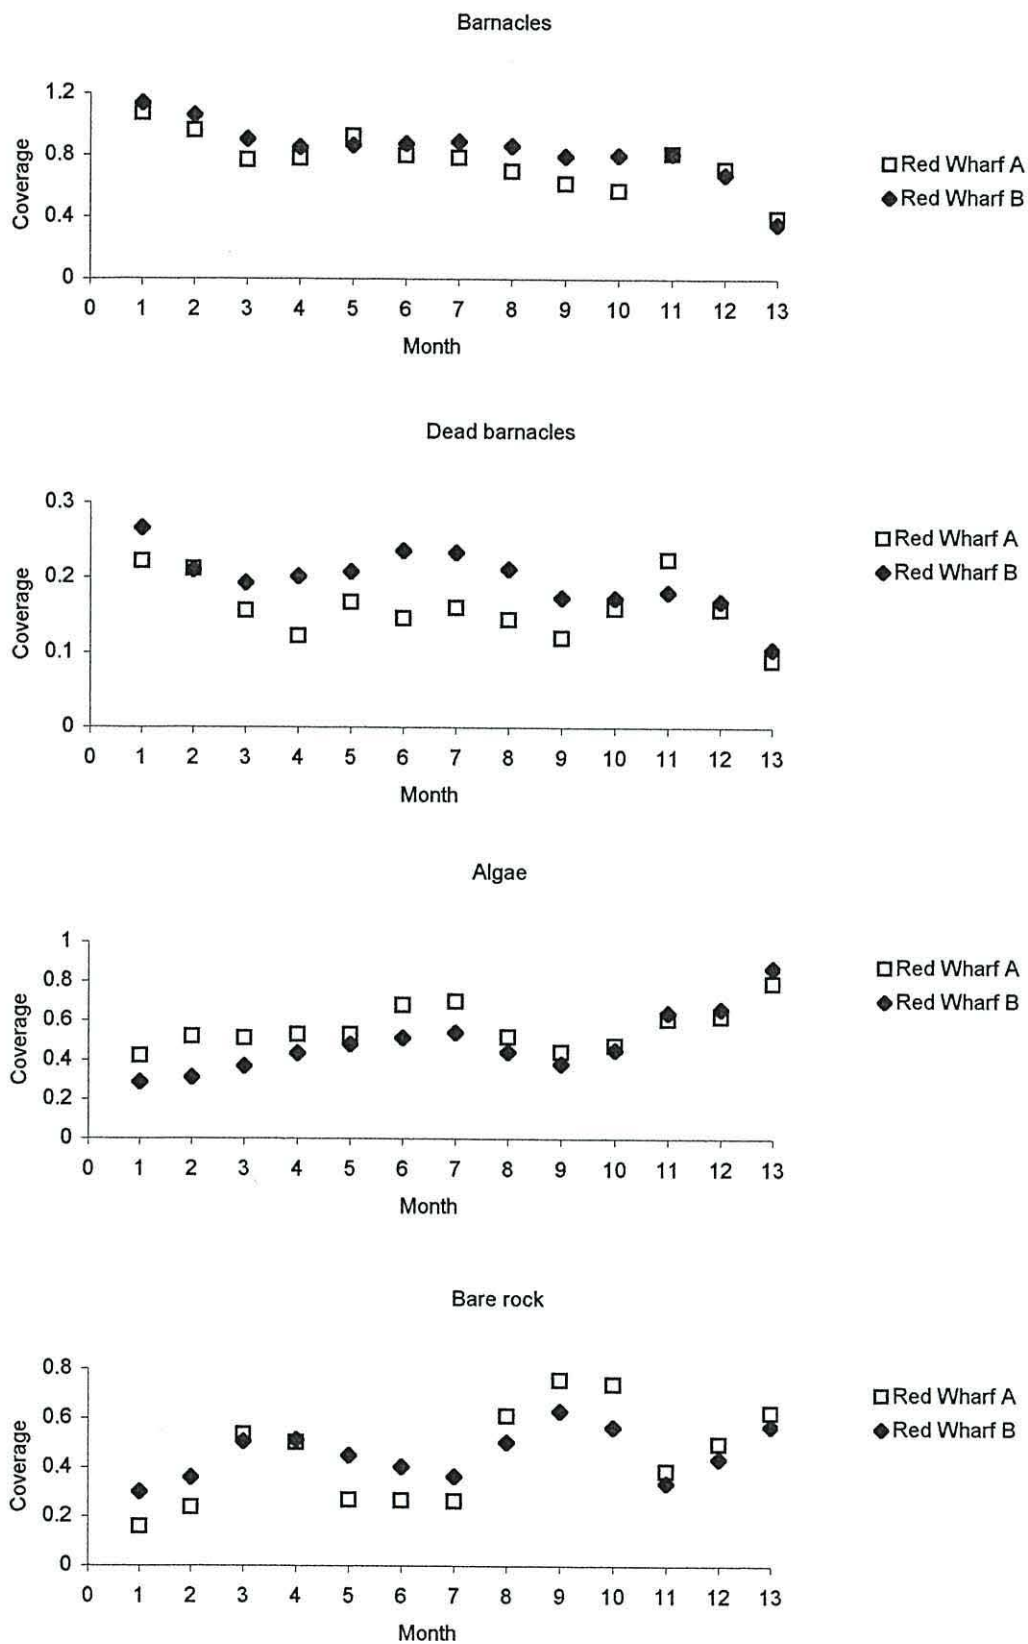 Barnacles
1.2
0.8
0.4
0
Coverage
0 1 2 3 4 5 6 7 8 9 10 11 12 13
Month
Red Wharf A
Red Wharf B
Dead barnacles
0.3
0.2
0.1
0
Coverage
0 1 2 3 4 5 6 7 8 9 10 11 12 13
Month
Red Wharf A
Red Wharf B
Algae
1
0.8
0.6
0.4
0.2
0
Coverage
0 1 2 3 4 5 6 7 8 9 10 11 12 13
Month
Red Wharf A
Red Wharf B
Bare rock
0.8
0.6
0.4
0.2
0
Coverage
0 1 2 3 4 5 6 7 8 9 10 11 12 13
Month
Red Wharf A
Red Wharf B